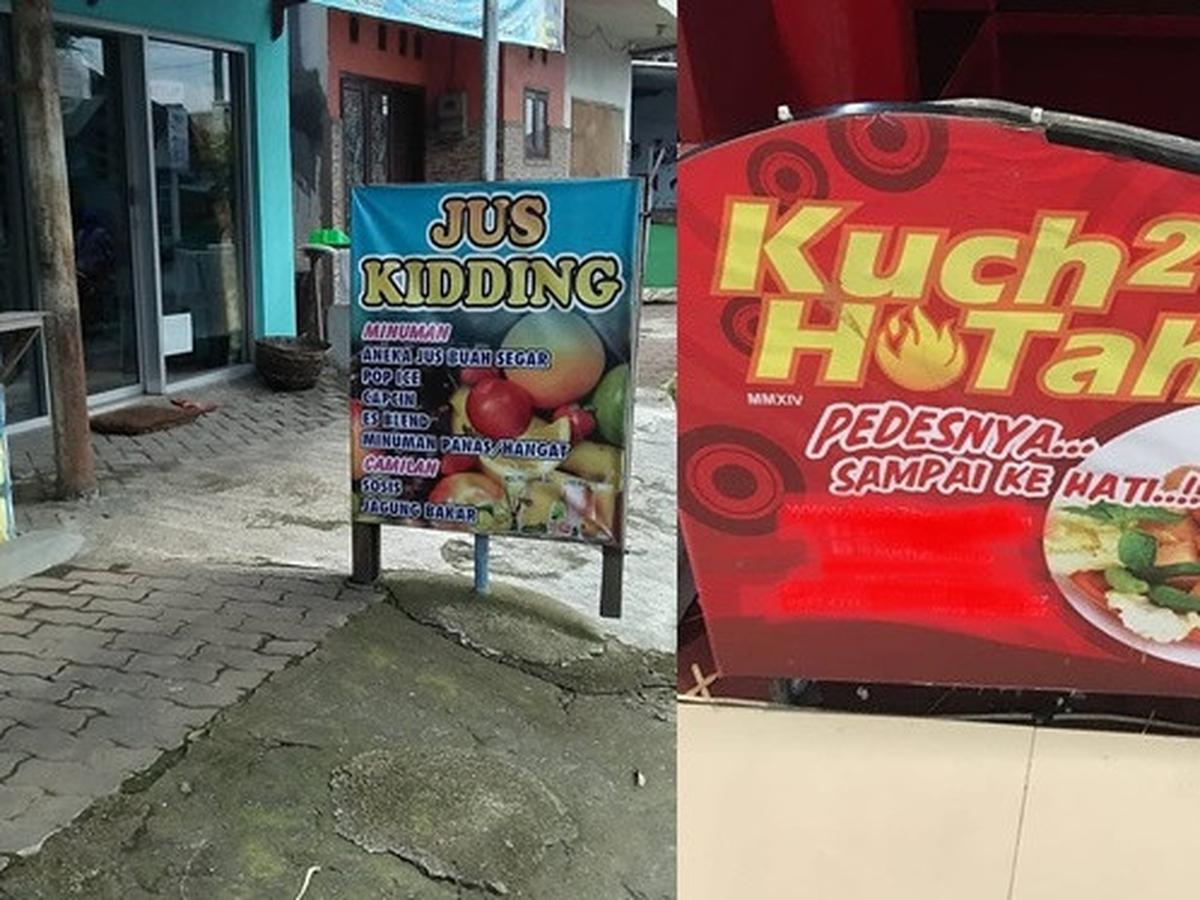 JUS
KIDDING
MINUMAN
ANEKA JUS BUAH SEGAR
POP ICE
CAPCIN
ES BLEND
MINUMAN PANAS/HANGAT
CAMILAN
SOSIS
JAGUNG BAKAR
Kuch2
HoTah
MMXIV
PEDESNYA...
SAMPAI KE HATI...!!